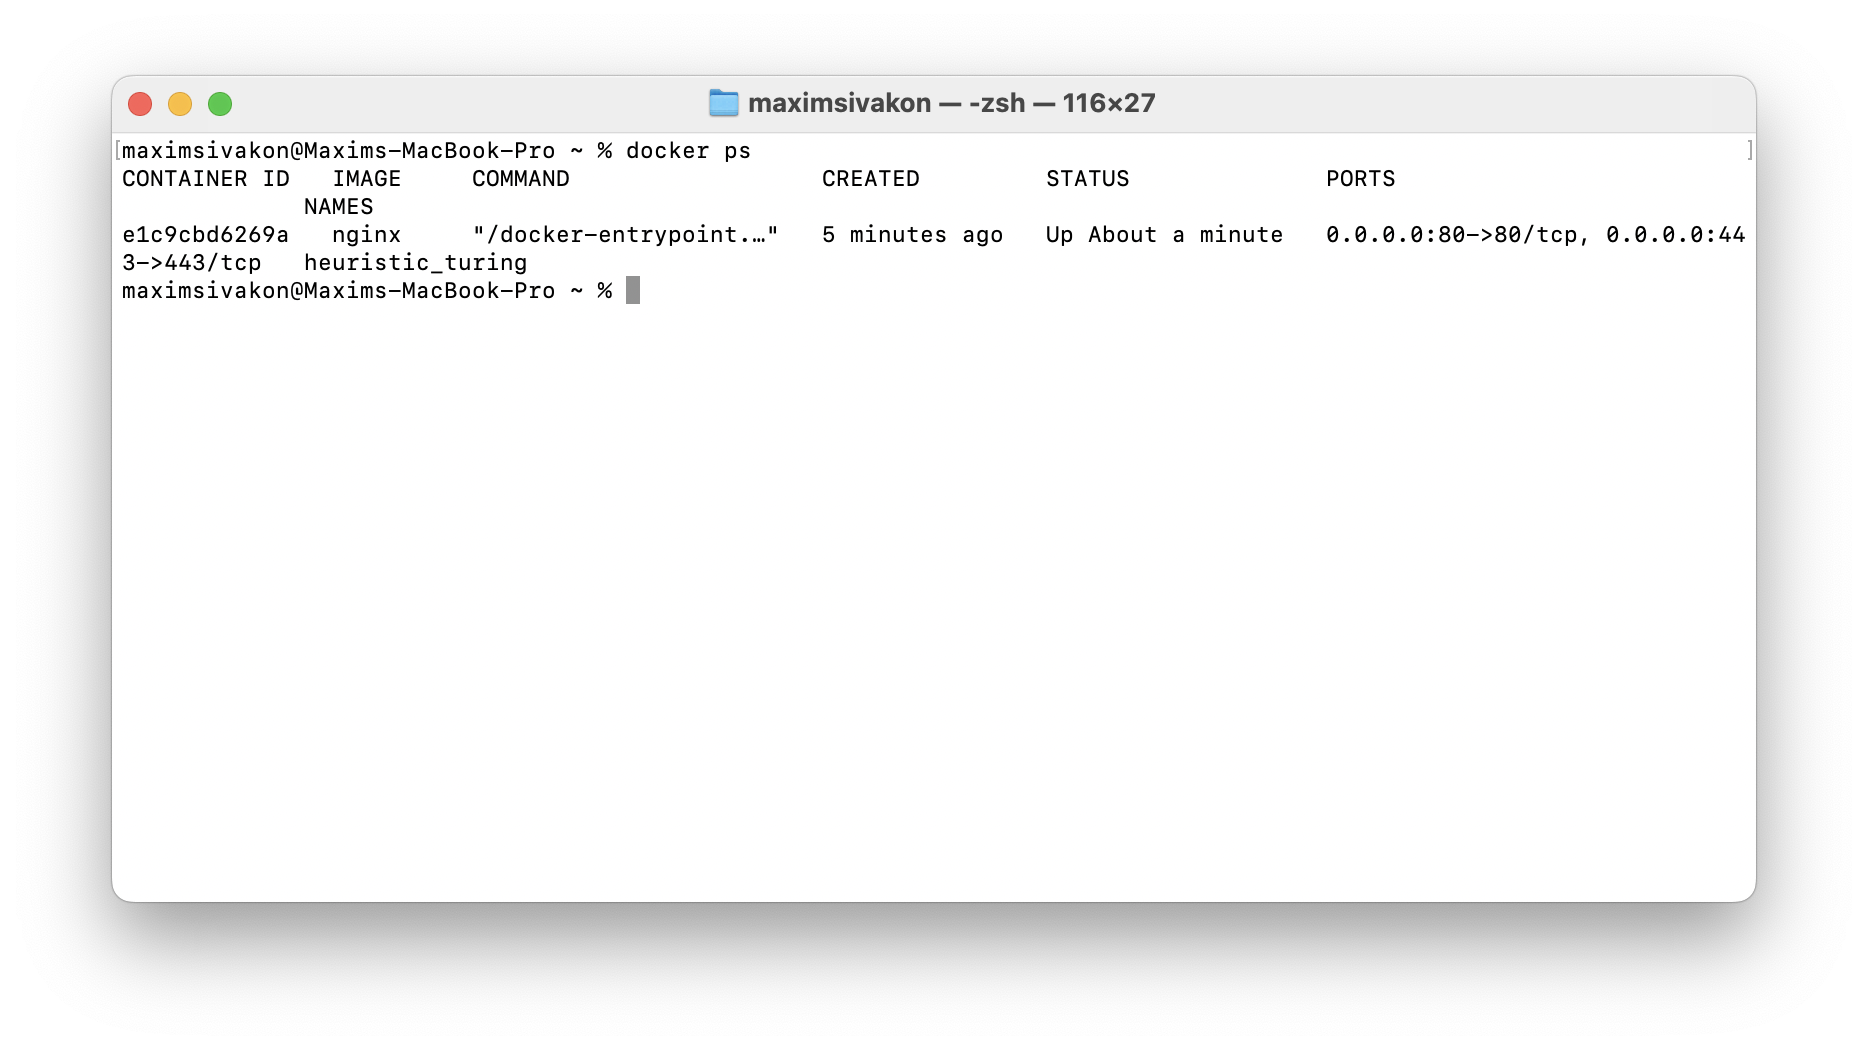 maximsivakon — -zsh — 116×27
[maximsivakon@Maxims-MacBook-Pro ~ % docker ps ]
CONTAINER ID   IMAGE     COMMAND                  CREATED         STATUS              PORTS
             NAMES
e1c9cbd6269a   nginx     "/docker-entrypoint.…"   5 minutes ago   Up About a minute   0.0.0.0:80->80/tcp, 0.0.0.0:44
3->443/tcp   heuristic_turing
maximsivakon@Maxims-MacBook-Pro ~ %